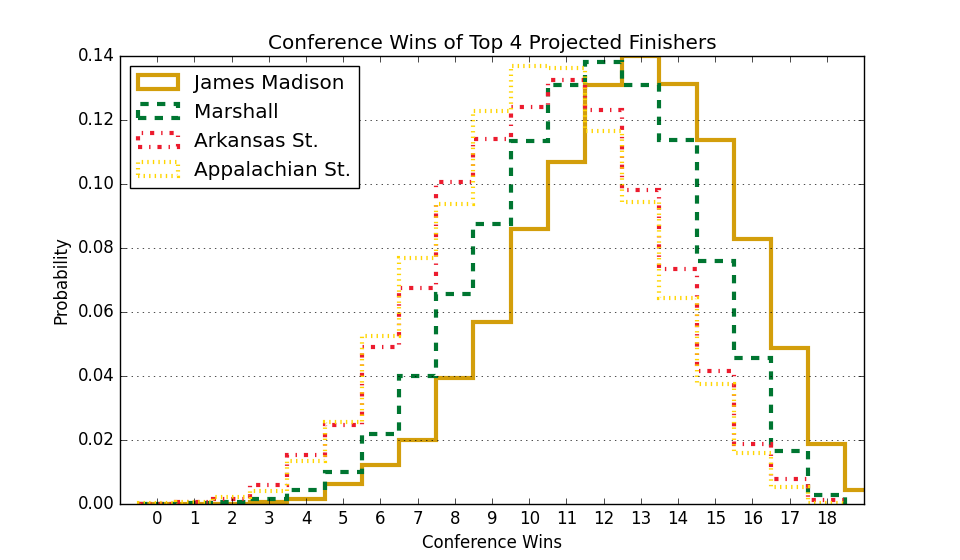 Conference Wins of Top 4 Projected Finishers
James Madison
Marshall
Arkansas St.
Appalachian St.
0.14
0.12
0.10
0.08
0.06
0.04
0.02
0.00
Probability
0 1 2 3 4 5 6 7 8 9 10 11 12 13 14 15 16 17 18
Conference Wins